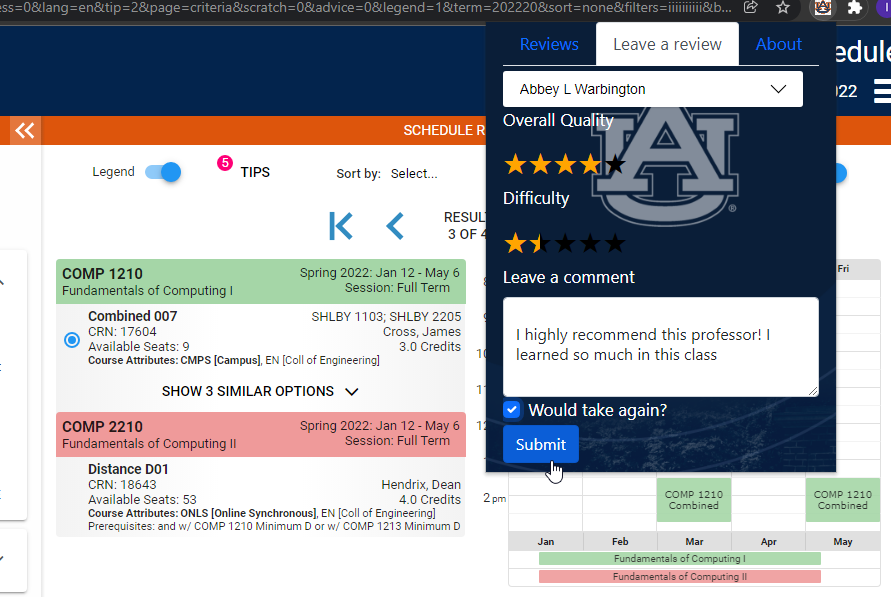 ess=0&lang=en&tip=2&page=criteria&scratch=0&advice=0&legend=1&term=202220&sort=none&filters=iiiiiiiiii&b...
Reviews
Leave a review
About
Abbey L Warbington
Overall Quality
Difficulty
Leave a comment
I highly recommend this professor! I
learned so much in this class
Would take again?
Submit
edule
022
SCHEDULE R
Legend
5
TIPS
Sort by: Select...
RESUL
3 OF 4
COMP 1210
Spring 2022: Jan 12 - May 6
Fundamentals of Computing I
Session: Full Term
Combined 007
SHLBY 1103; SHLBY 2205
CRN: 17604
Cross, James
Available Seats: 9
3.0 Credits
Course Attributes: CMPS [Campus], EN [Coll of Engineering]
SHOW 3 SIMILAR OPTIONS
COMP 2210
Spring 2022: Jan 12 - May 6
Fundamentals of Computing II
Session: Full Term
Distance D01
CRN: 18643
Hendrix, Dean
Available Seats: 53
4.0 Credits
Course Attributes: ONLS [Online Synchronous], EN [Coll of Engineering]
Prerequisites: and w/ COMP 1210 Minimum D or w/ COMP 1213 Minimum D
Fri
10
11
12
2 pm
COMP 1210
Combined
COMP 1210
Combined
Jan Feb Mar Apr May
Fundamentals of Computing I
Fundamentals of Computing II